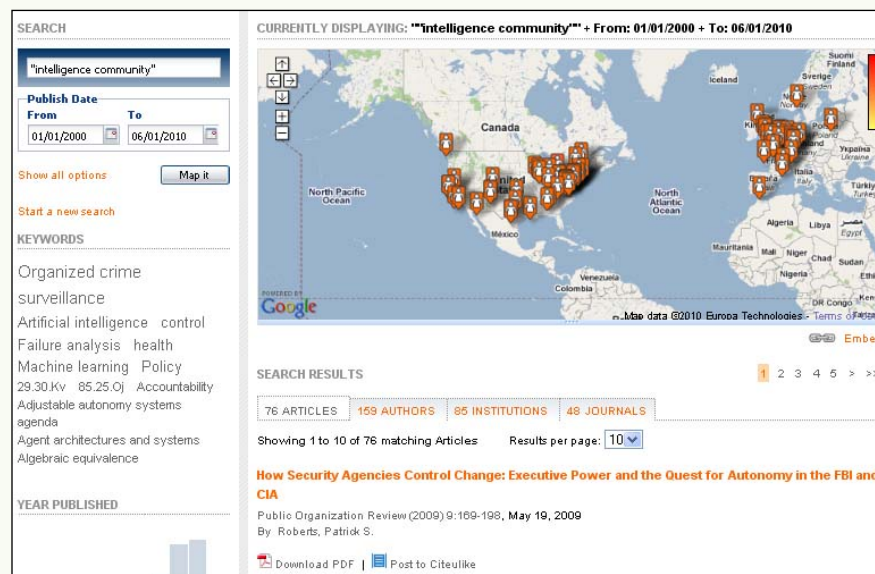 SEARCH
"intelligence community"
Publish Date
From To
01/01/2000 06/01/2010
Show all options Map it
Start a new search
KEYWORDS
Organized crime
surveillance
Artificial intelligence control
Failure analysis health
Machine learning Policy
29.30.Kv 85.25.Oj Accountability
Adjustable autonomy systems
agenda
Agent architectures and systems
Algebraic equivalence
YEAR PUBLISHED
CURRENTLY DISPLAYING: ""intelligence community"" + From: 01/01/2000 + To: 06/01/2010
Suomi
Finland
Iceland
Sverige
Sweden
Canada
Україна
Ukraine
North Pacific
Ocean
United
North
Atlantic
Ocean
Italia
Italy
Türkiy
Turkey
México
Algeria
Libya
Egypt
Mauritania
Mali
Niger
Chad
Sudan
Nigeria
Venezuela
Colombia
DR Congo
POWERED BY
Google
Map data ©2010 Europa Technologies - Terms of
Embe
SEARCH RESULTS
1 2 3 4 5 > >>
76 ARTICLES 159 AUTHORS 85 INSTITUTIONS 48 JOURNALS
Showing 1 to 10 of 76 matching Articles Results per page: 10
How Security Agencies Control Change: Executive Power and the Quest for Autonomy in the FBI and
CIA
Public Organization Review (2009) 9:169-198, May 19, 2009
By Roberts, Patrick S.
Download PDF | Post to Citeulike